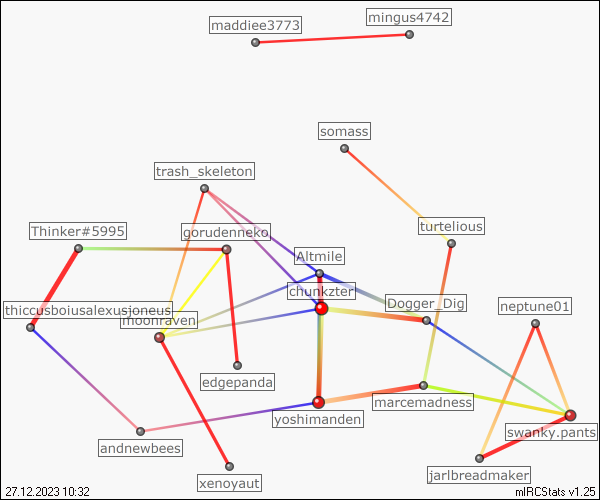 mingus4742
maddiee3773
somass
trash_skeleton
turtelious
Thinker#5995
gorudenneko
Altmile
chunkzter
Dogger_Dig
neptune01
thiccusboiusalexusjoneus
moonraven
edgepanda
marcemadness
yoshimanden
swanky.pants
andnewbees
jarlbreadmaker
xenoyaut
27.12.2023 10:32
mIRCStats v1.25